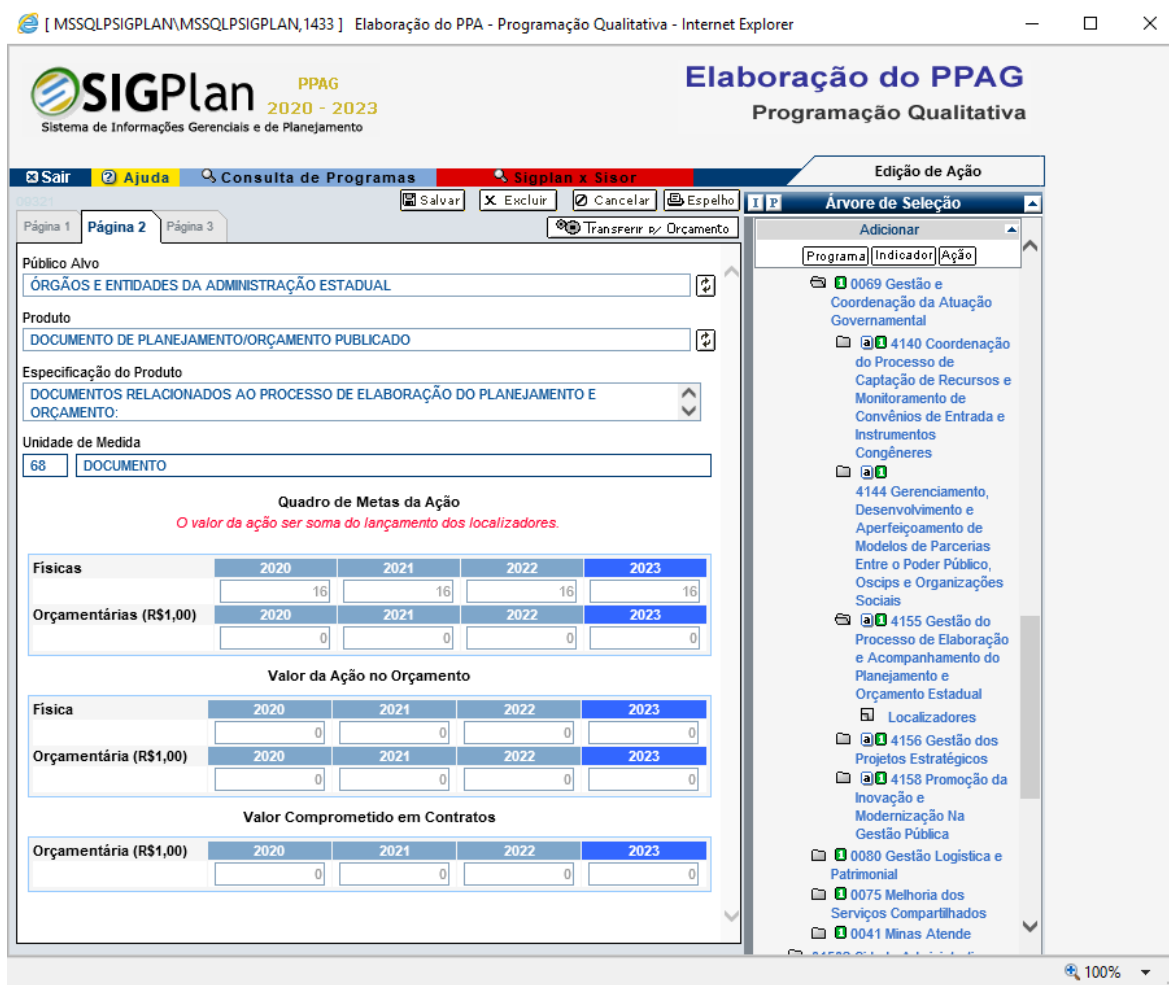 [ MSSQLPSIGPLAN\MSSQLPSIGPLAN,1433 ] Elaboração do PPA - Programação Qualitativa - Internet Explorer
SIGPlan
PPAG
2020 - 2023
Sistema de Informações Gerenciais e de Planejamento
Elaboração do PPAG
Programação Qualitativa
Sair
Ajuda
Consulta de Programas
Sigplan x Sisor
Edição de Ação
09321
Salvar
Excluir
Cancelar
Espelho
Página 1
Página 2
Página 3
Transferir p/ Orçamento
Público Alvo
ÓRGÃOS E ENTIDADES DA ADMINISTRAÇÃO ESTADUAL
Produto
DOCUMENTO DE PLANEJAMENTO/ORÇAMENTO PUBLICADO
Especificação do Produto
DOCUMENTOS RELACIONADOS AO PROCESSO DE ELABORAÇÃO DO PLANEJAMENTO E
ORÇAMENTO:
Unidade de Medida
68 DOCUMENTO
Quadro de Metas da Ação
O valor da ação ser soma do lançamento dos localizadores.
Físicas 2020 2021 2022 2023
16 16 16 16
Orçamentárias (R$1,00) 2020 2021 2022 2023
0 0 0 0
Valor da Ação no Orçamento
Física 2020 2021 2022 2023
0 0 0 0
Orçamentária (R$1,00) 2020 2021 2022 2023
0 0 0 0
Valor Comprometido em Contratos
Orçamentária (R$1,00) 2020 2021 2022 2023
0 0 0 0
I P Árvore de Seleção
Adicionar
Programa Indicador Ação
1 0069 Gestão e
Coordenação da Atuação
Governamental
a 1 4140 Coordenação
do Processo de
Captação de Recursos e
Monitoramento de
Convênios de Entrada e
Instrumentos
Congêneres
a 1
4144 Gerenciamento,
Desenvolvimento e
Aperfeiçoamento de
Modelos de Parcerias
Entre o Poder Público,
Oscips e Organizações
Sociais
a 1 4155 Gestão do
Processo de Elaboração
e Acompanhamento do
Planejamento e
Orçamento Estadual
Localizadores
a 1 4156 Gestão dos
Projetos Estratégicos
a 1 4158 Promoção da
Inovação e
Modernização Na
Gestão Pública
1 0080 Gestão Logística e
Patrimonial
1 0075 Melhoria dos
Serviços Compartilhados
1 0041 Minas Atende
100%